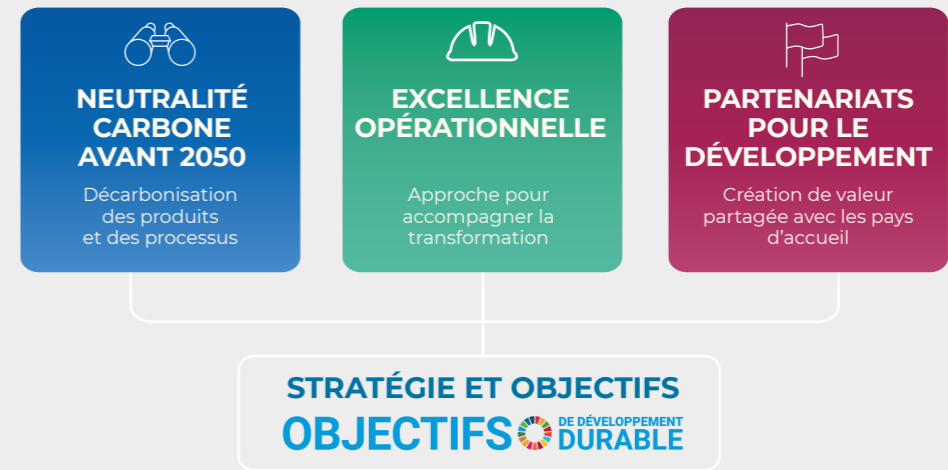 NEUTRALITÉ
CARBONE
AVANT 2050
Décarbonisation
des produits
et des processus
EXCELLENCE
OPÉRATIONNELLE
Approche pour
accompagner la
transformation
PARTENARIATS
POUR LE
DÉVELOPPEMENT
Création de valeur
partagée avec les pays
d’accueil
STRATÉGIE ET OBJECTIFS
OBJECTIFS DE DÉVELOPPEMENT
DURABLE